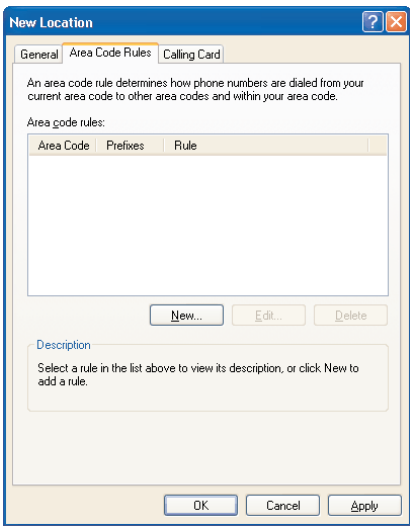 New Location
General Area Code Rules Calling Card
An area code rule determines how phone numbers are dialed from your
current area code to other area codes and within your area code.
Area code rules:
Area Code Prefixes Rule
New... Edit... Delete
Description
Select a rule in the list above to view its description, or click New to
add a rule.
OK Cancel Apply